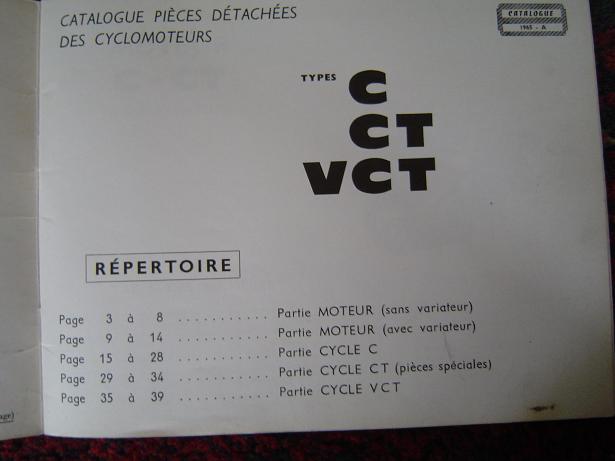 CATALOGUE PIÈCES DÉTACHÉES
DES CYCLOMOTEURS
CATALOGUE
1965 - A
TYPES C
CT
VCT
RÉPERTOIRE
Page 3 à 8 ........... Partie MOTEUR (sans variateur)
Page 9 à 14 ........... Partie MOTEUR (avec variateur)
Page 15 à 28 ........... Partie CYCLE C
Page 29 à 34 ........... Partie CYCLE CT (pièces spéciales)
Page 35 à 39 ........... Partie CYCLE VCT